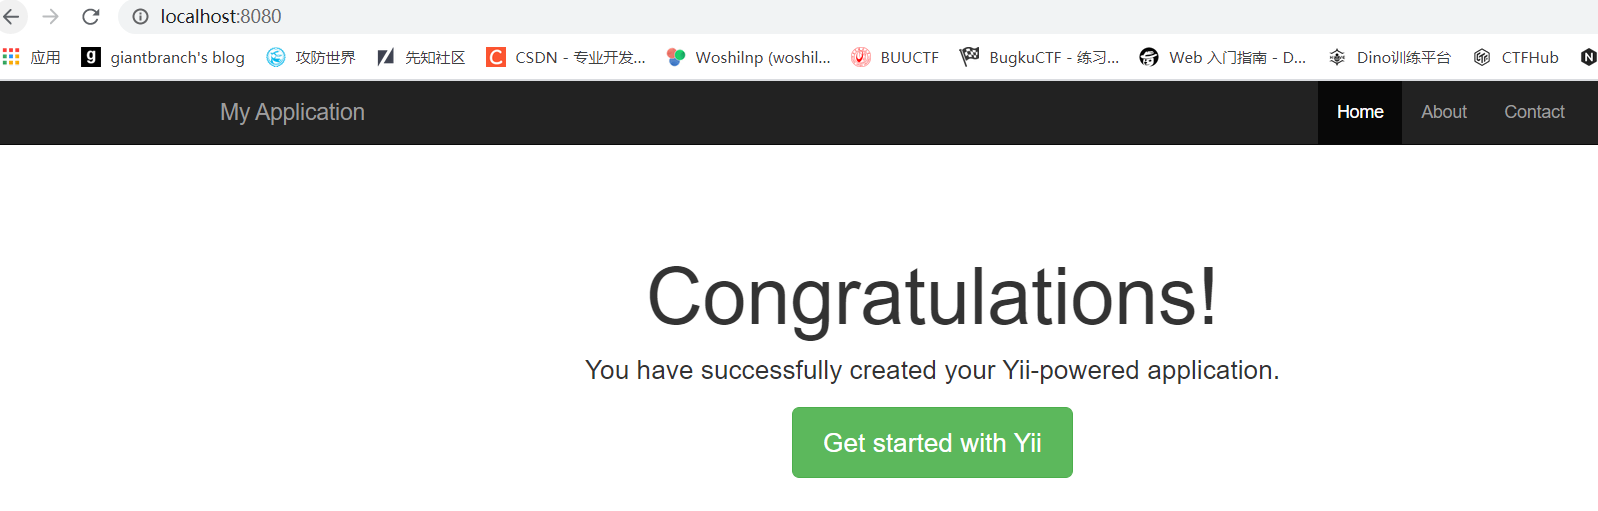 localhost:8080
应用 giantbranch's blog 攻防世界 先知社区 CSDN - 专业开发... Woshilnp (woshil... BUUCTF BugkuCTF - 练习... Web 入门指南 - D... Dino训练平台 CTFHub
My Application Home About Contact
Congratulations!
You have successfully created your Yii-powered application.
Get started with Yii